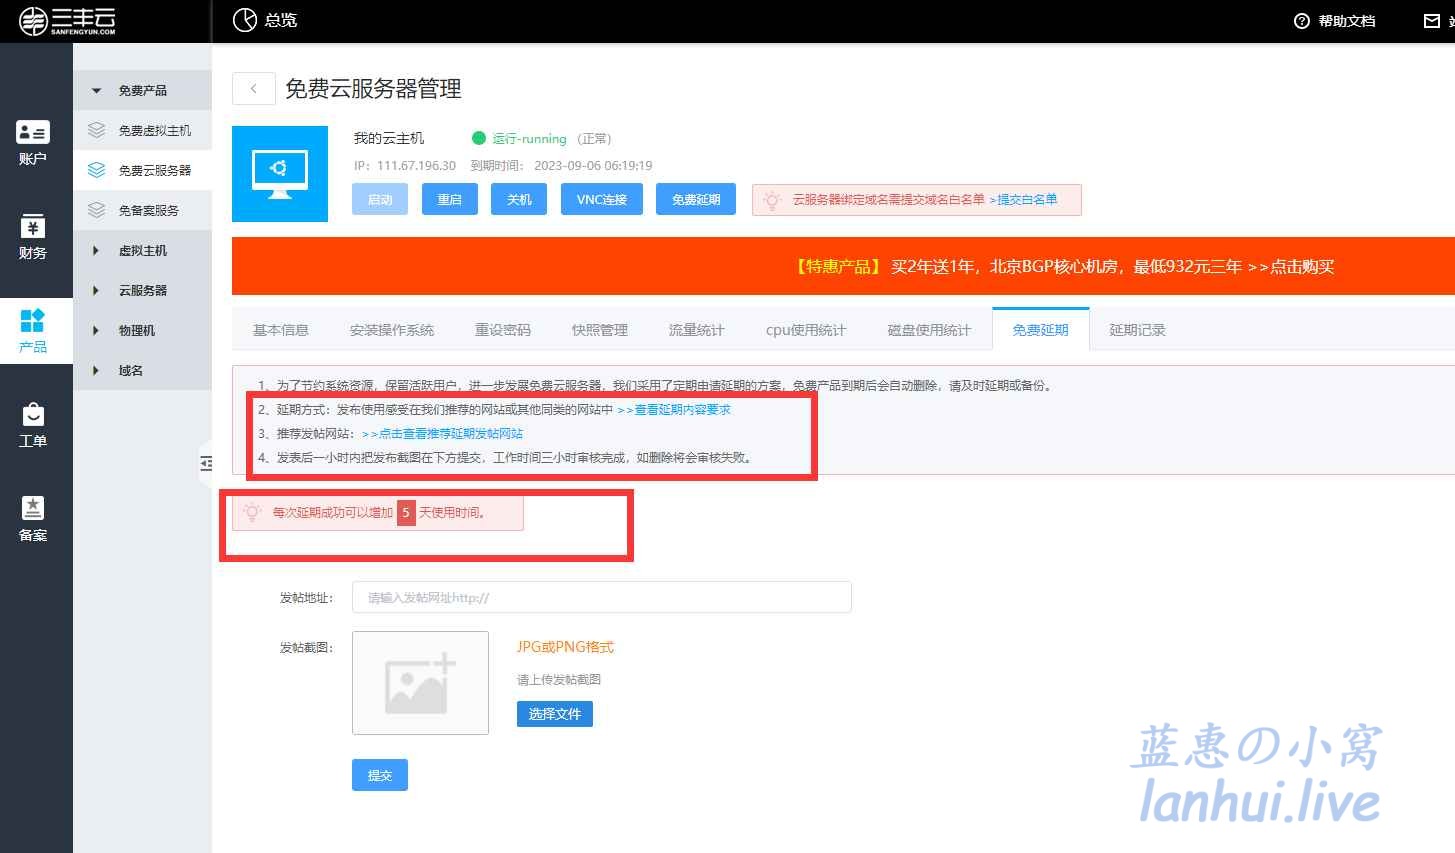 三丰云
SANFENGYUN.COM
总览
帮助文档
账户
财务
产品
工单
备案
免费产品
免费虚拟主机
免费云服务器
免备案服务
虚拟主机
云服务器
物理机
域名
免费云服务器管理
我的云主机 运行-running (正常)
IP: 111.67.196.30 到期时间: 2023-09-06 06:19:19
启动 重启 关机 VNC连接 免费延期 云服务器绑定域名需提交域名白名单 >提交白名单
【特惠产品】 买2年送1年，北京BGP核心机房，最低932元三年 >>点击购买
基本信息 安装操作系统 重设密码 快照管理 流量统计 cpu使用统计 磁盘使用统计 免费延期 延期记录
1、为了节约系统资源，保留活跃用户，进一步发展免费云服务器，我们采用了定期申请延期的方案，免费产品到期后会自动删除，请及时延期或备份。
2、延期方式：发布使用感受在我们推荐的网站或其他同类的网站中 >>查看延期内容要求
3、推荐发帖网站： >>点击查看推荐延期发帖网站
4、发表后一小时内把发布截图在下方提交，工作时间三小时审核完成，如删除将会审核失败。
每次延期成功可以增加 5 天使用时间。
发帖地址： 请输入发帖网址http://
发帖截图： JPG或PNG格式
请上传发帖截图
选择文件
提交
蓝惠の小窝
lanhui.live